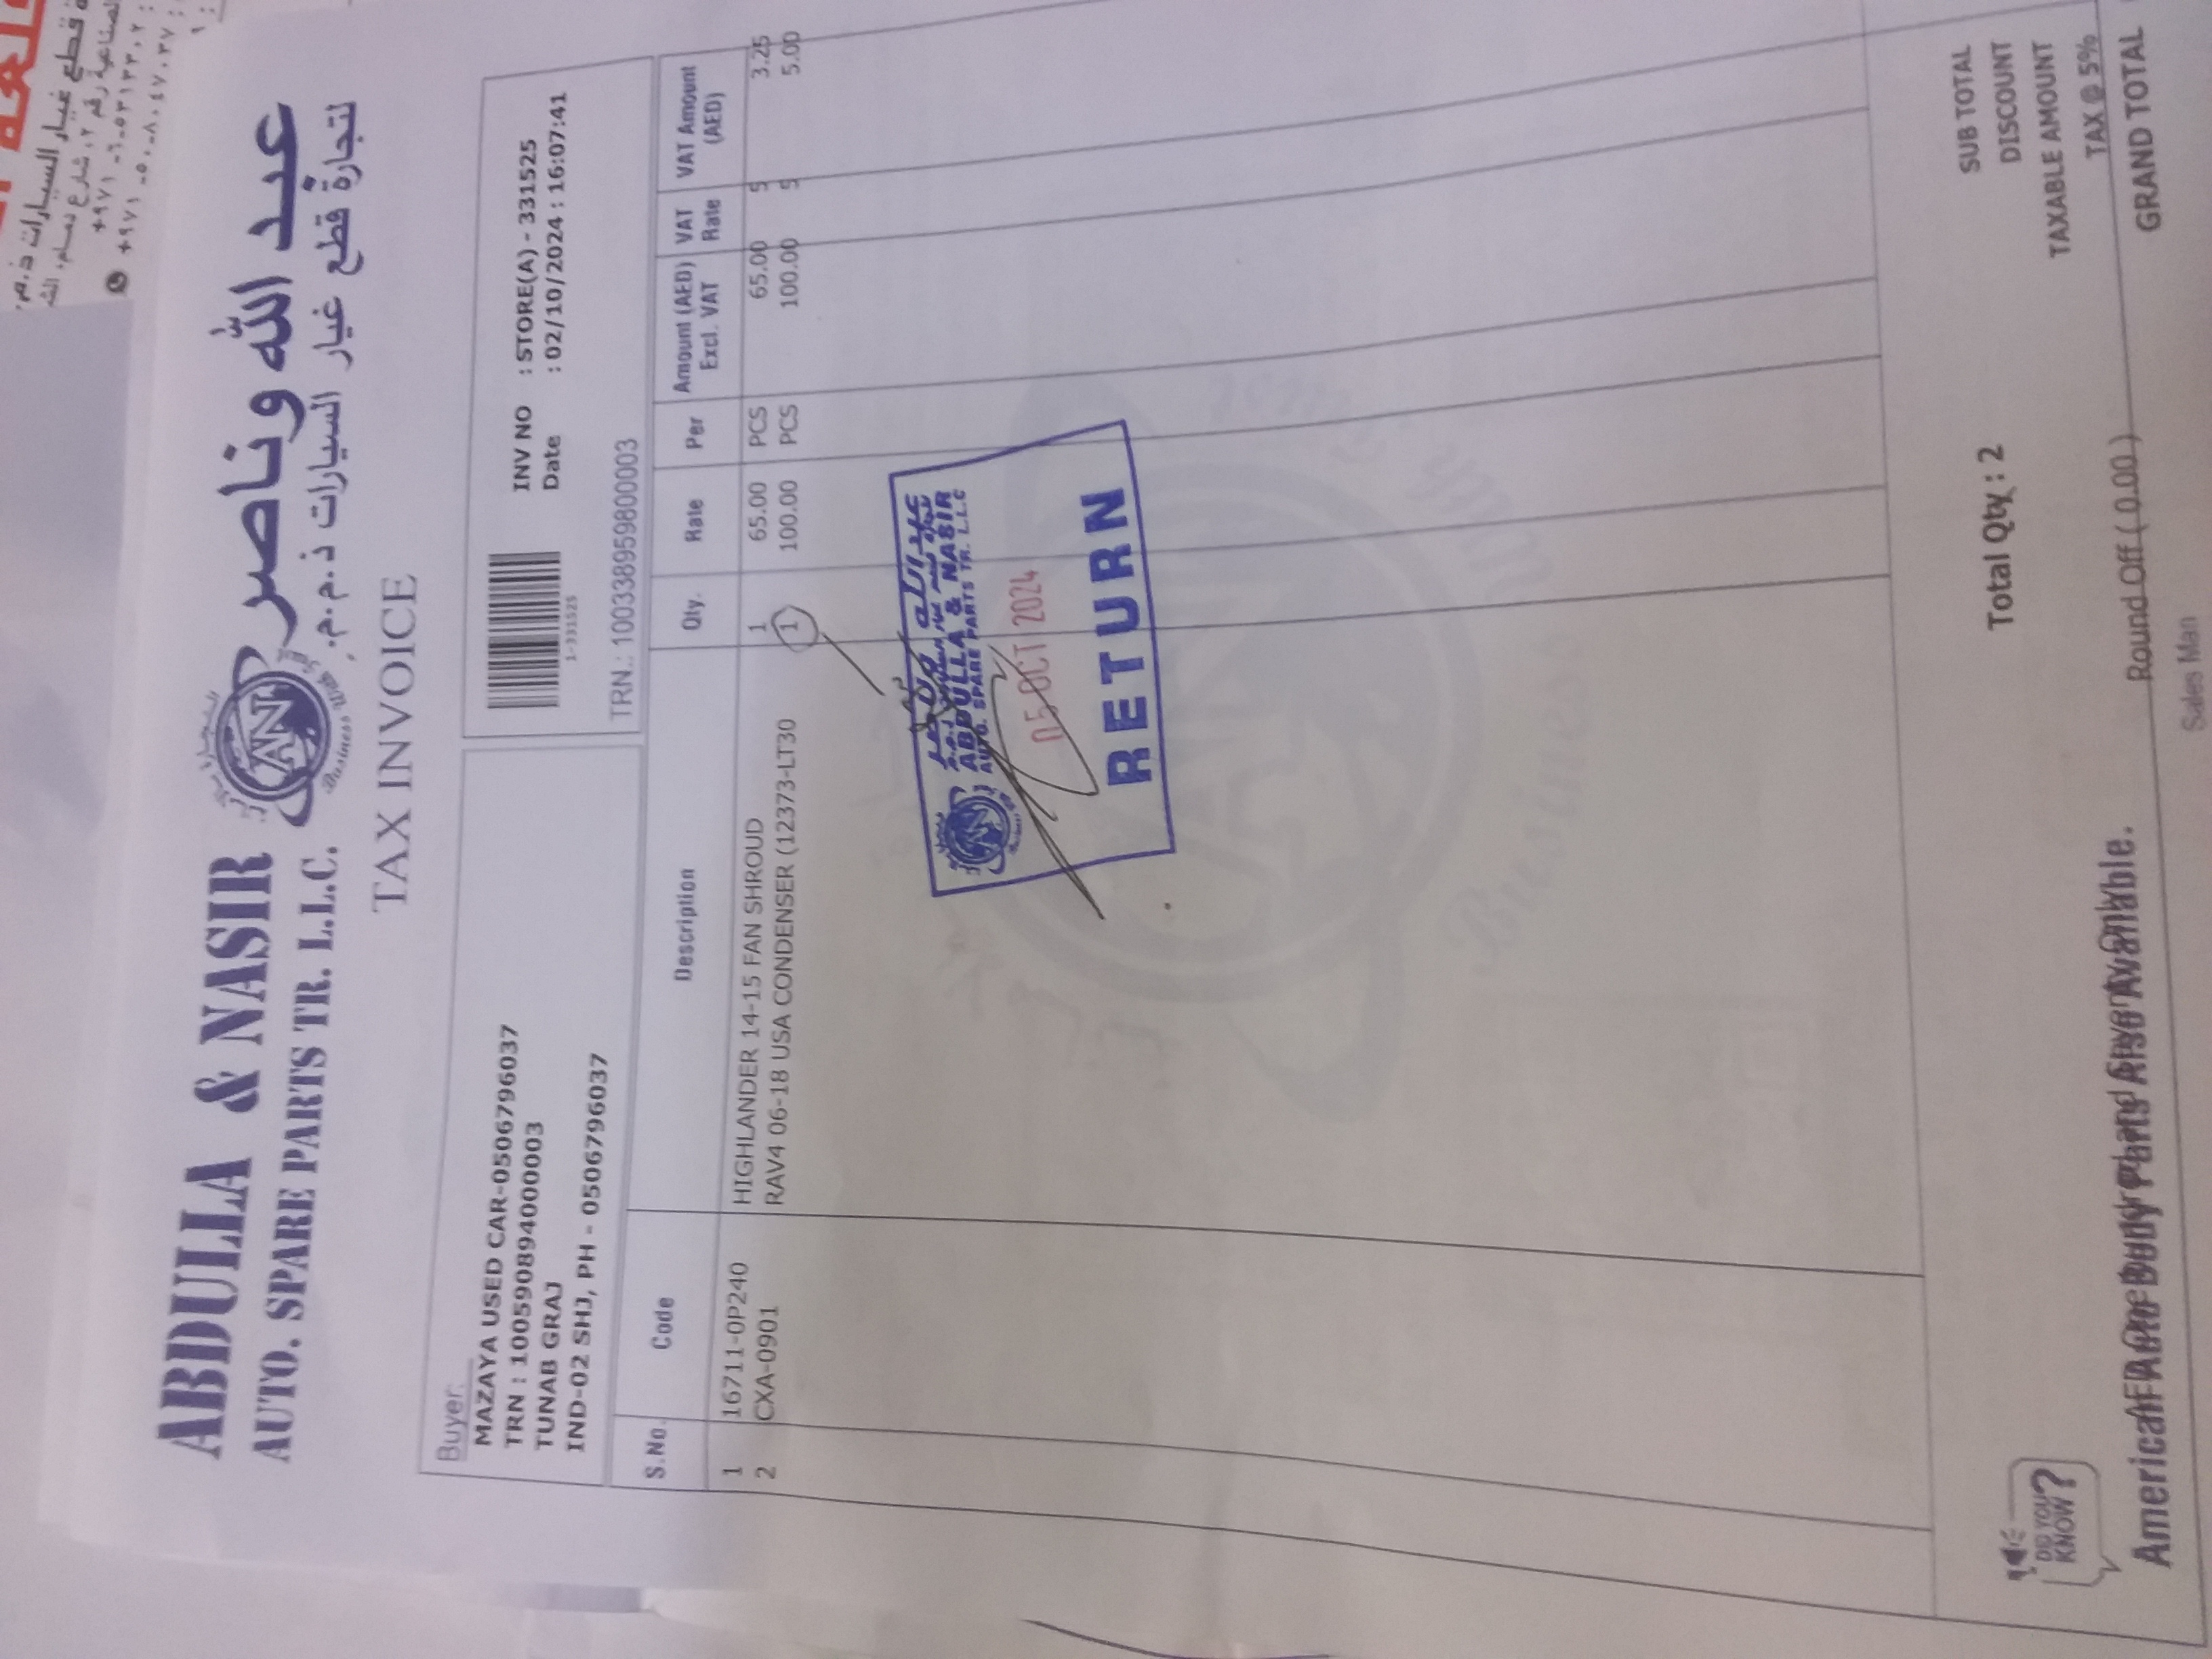 ABDULLA & NASIR
AUTO. SPARE PARTS TR. L.L.C.
عبد الله وناصر
لتجارة قطع غيار السيارات ذ.م.م.
AN
TAX INVOICE
Buyer:
MAZAYA USED CAR-0506796037
TRN : 100590894000003
TUNAB GRAJ
IND-02 SHJ, PH - 0506796037
1-331525
INV NO : STORE(A) - 331525
Date : 02/10/2024 : 16:07:41
TRN.: 100338959800003
S.No. Code Description Qty. Rate Per Amount (AED) Excl. VAT VAT Rate VAT Amount (AED)
1 16711-0P240 HIGHLANDER 14-15 FAN SHROUD 1 65.00 PCS 65.00 5 3.25
2 CXA-0901 RAV4 06-18 USA CONDENSER (12373-LT30 1 100.00 PCS 100.00 5 5.00
ABDULLA & NASIR
AUTO. SPARE PARTS TR. L.L.C
05 OCT 2024
RETURN
Total Qty : 2
SUB TOTAL
DISCOUNT
TAXABLE AMOUNT
TAX @ 5%
GRAND TOTAL
DID YOU
KNOW?
Round Off ( 0.00 )
Sales Man